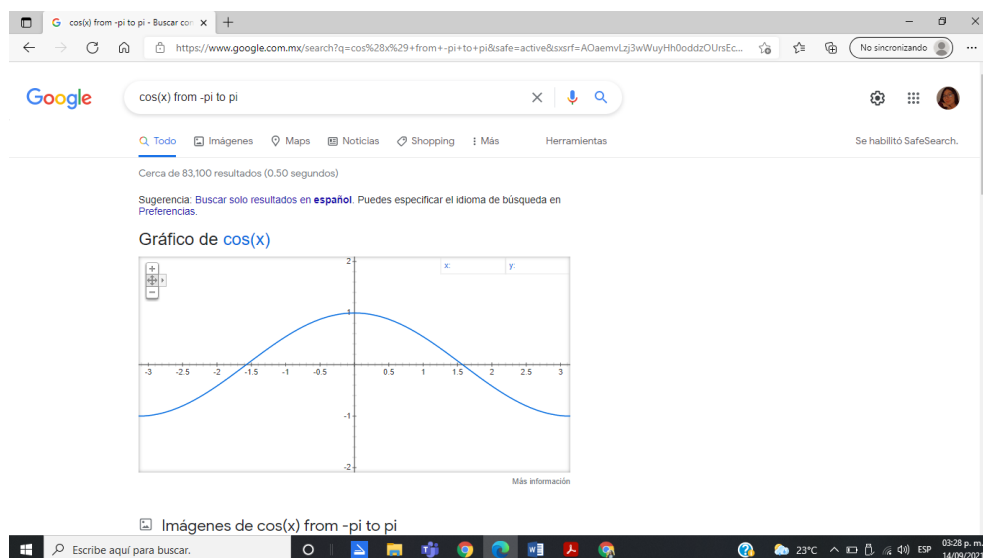 cos(x) from -pi to pi - Buscar con
https://www.google.com.mx/search?q=cos%28x%29+from+-pi+to+pi&safe=active&sxsrf=AOaemvLzj3wWuyHh0oddzOUrsEc...
No sincronizando
Google
cos(x) from -pi to pi
Todo Imágenes Maps Noticias Shopping Más Herramientas Se habilitó SafeSearch.
Cerca de 83,100 resultados (0.50 segundos)
Sugerencia: Buscar solo resultados en español. Puedes especificar el idioma de búsqueda en
Preferencias.
Gráfico de cos(x)
x: y:
2
1
-3 -2.5 -2 -1.5 -1 -0.5 0.5 1 1.5 2 2.5 3
-1
-2
Más información
Imágenes de cos(x) from -pi to pi
Escribe aquí para buscar.
23°C ESP 03:28 p. m.
14/09/2021